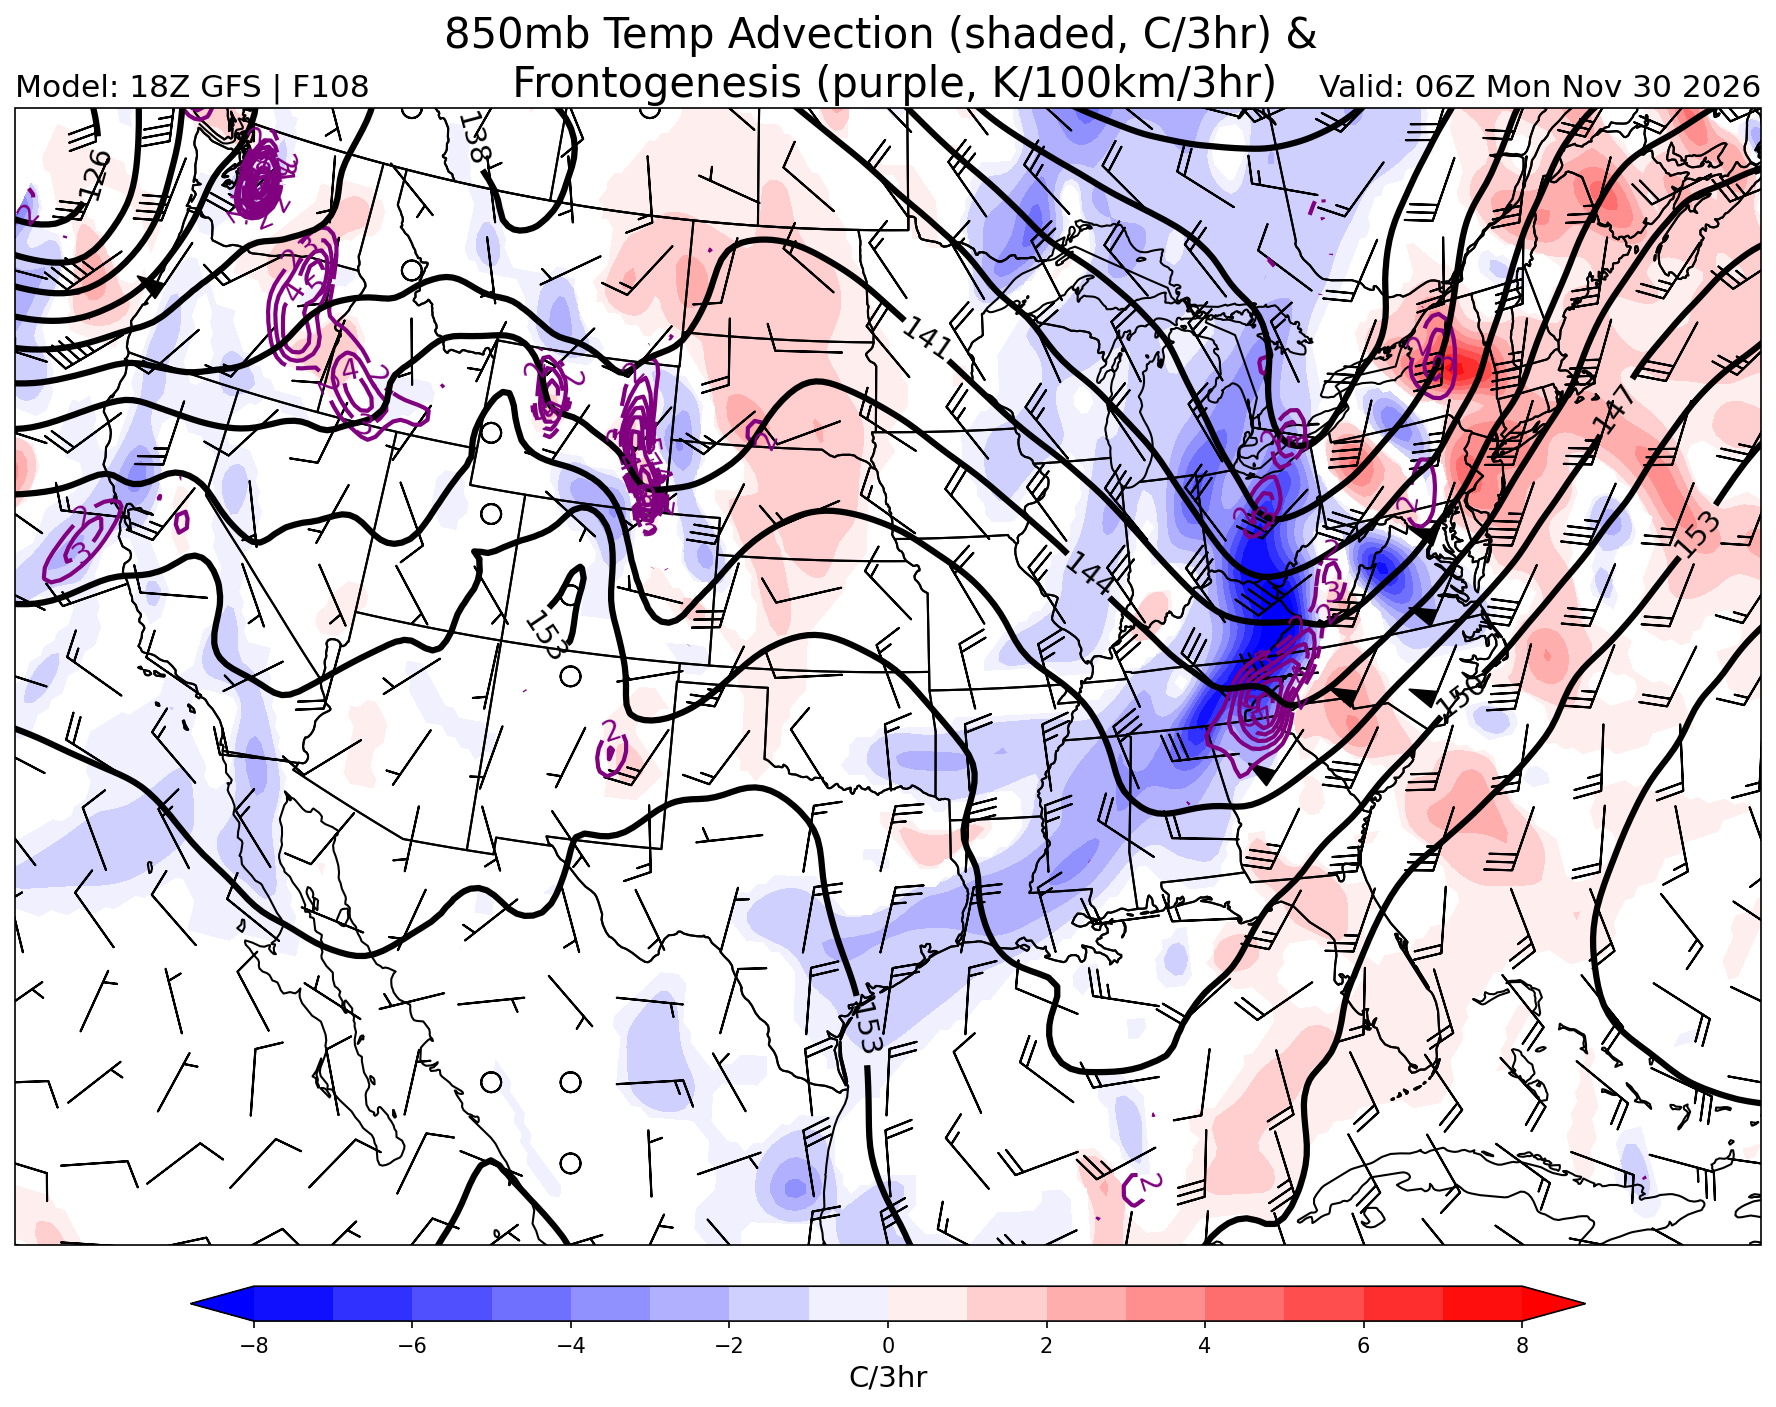 850mb Temp Advection (shaded, C/3hr) &
Frontogenesis (purple, K/100km/3hr)
Model: 18Z GFS | F108
Valid: 06Z Mon Nov 30 2026
126
138
141
144
147
150
153
153
153
−8 −6 −4 −2 0 2 4 6 8
C/3hr